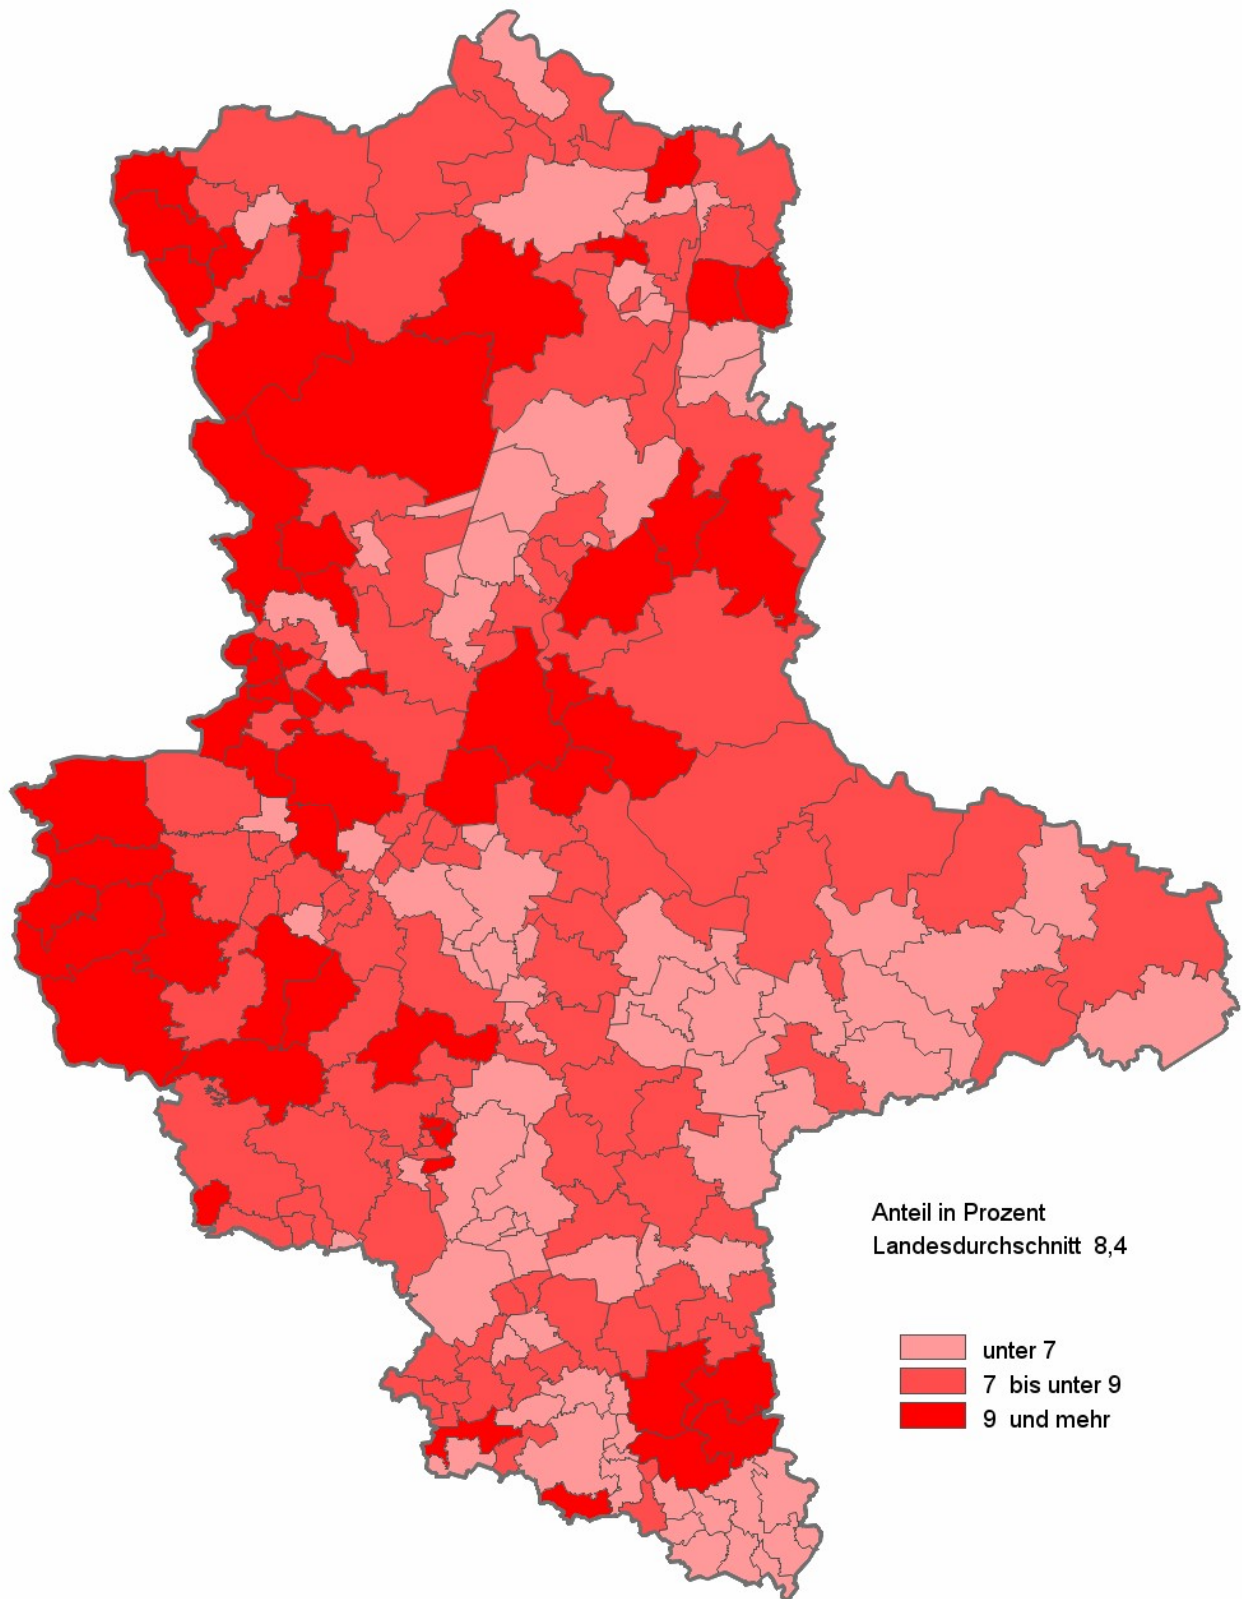 Anteil in Prozent
Landesdurchschnitt 8,4
unter 7
7 bis unter 9
9 und mehr